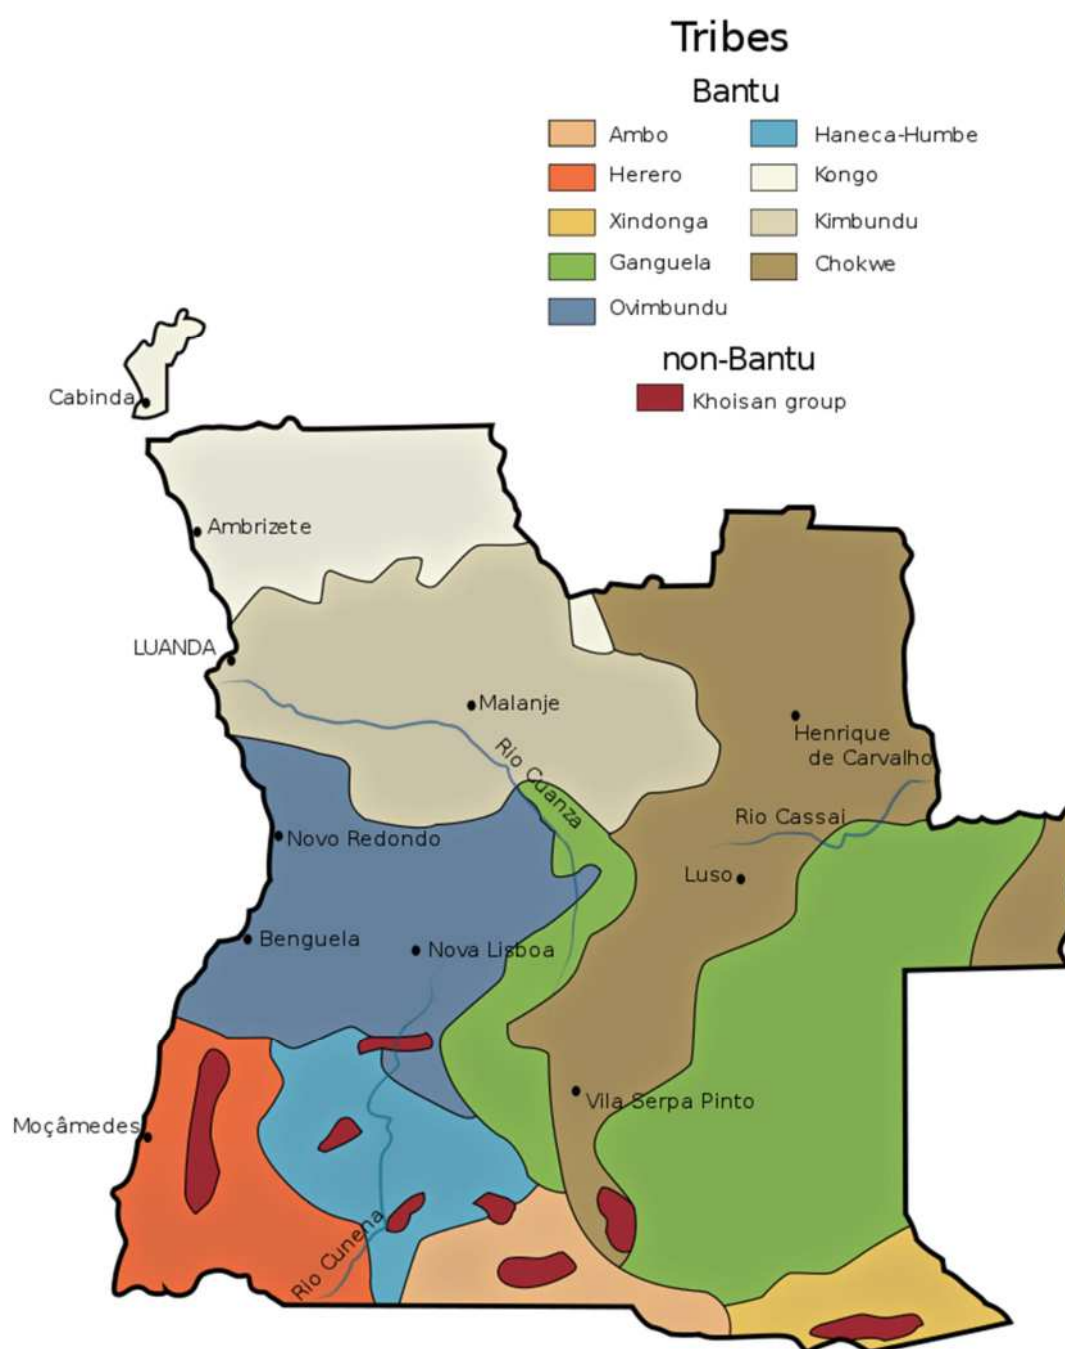 Tribes
Bantu
Ambo
Haneca-Humbe
Herero
Kongo
Xindonga
Kimbundu
Ganguela
Chokwe
Ovimbundu
non-Bantu
Khoisan group
Cabinda
Ambrizete
LUANDA
Malanje
Henrique
de Carvalho
Rio Cuanza
Rio Cassai
Novo Redondo
Luso
Benguela
Nova Lisboa
Vila Serpa Pinto
Moçâmedes
Rio Cunena